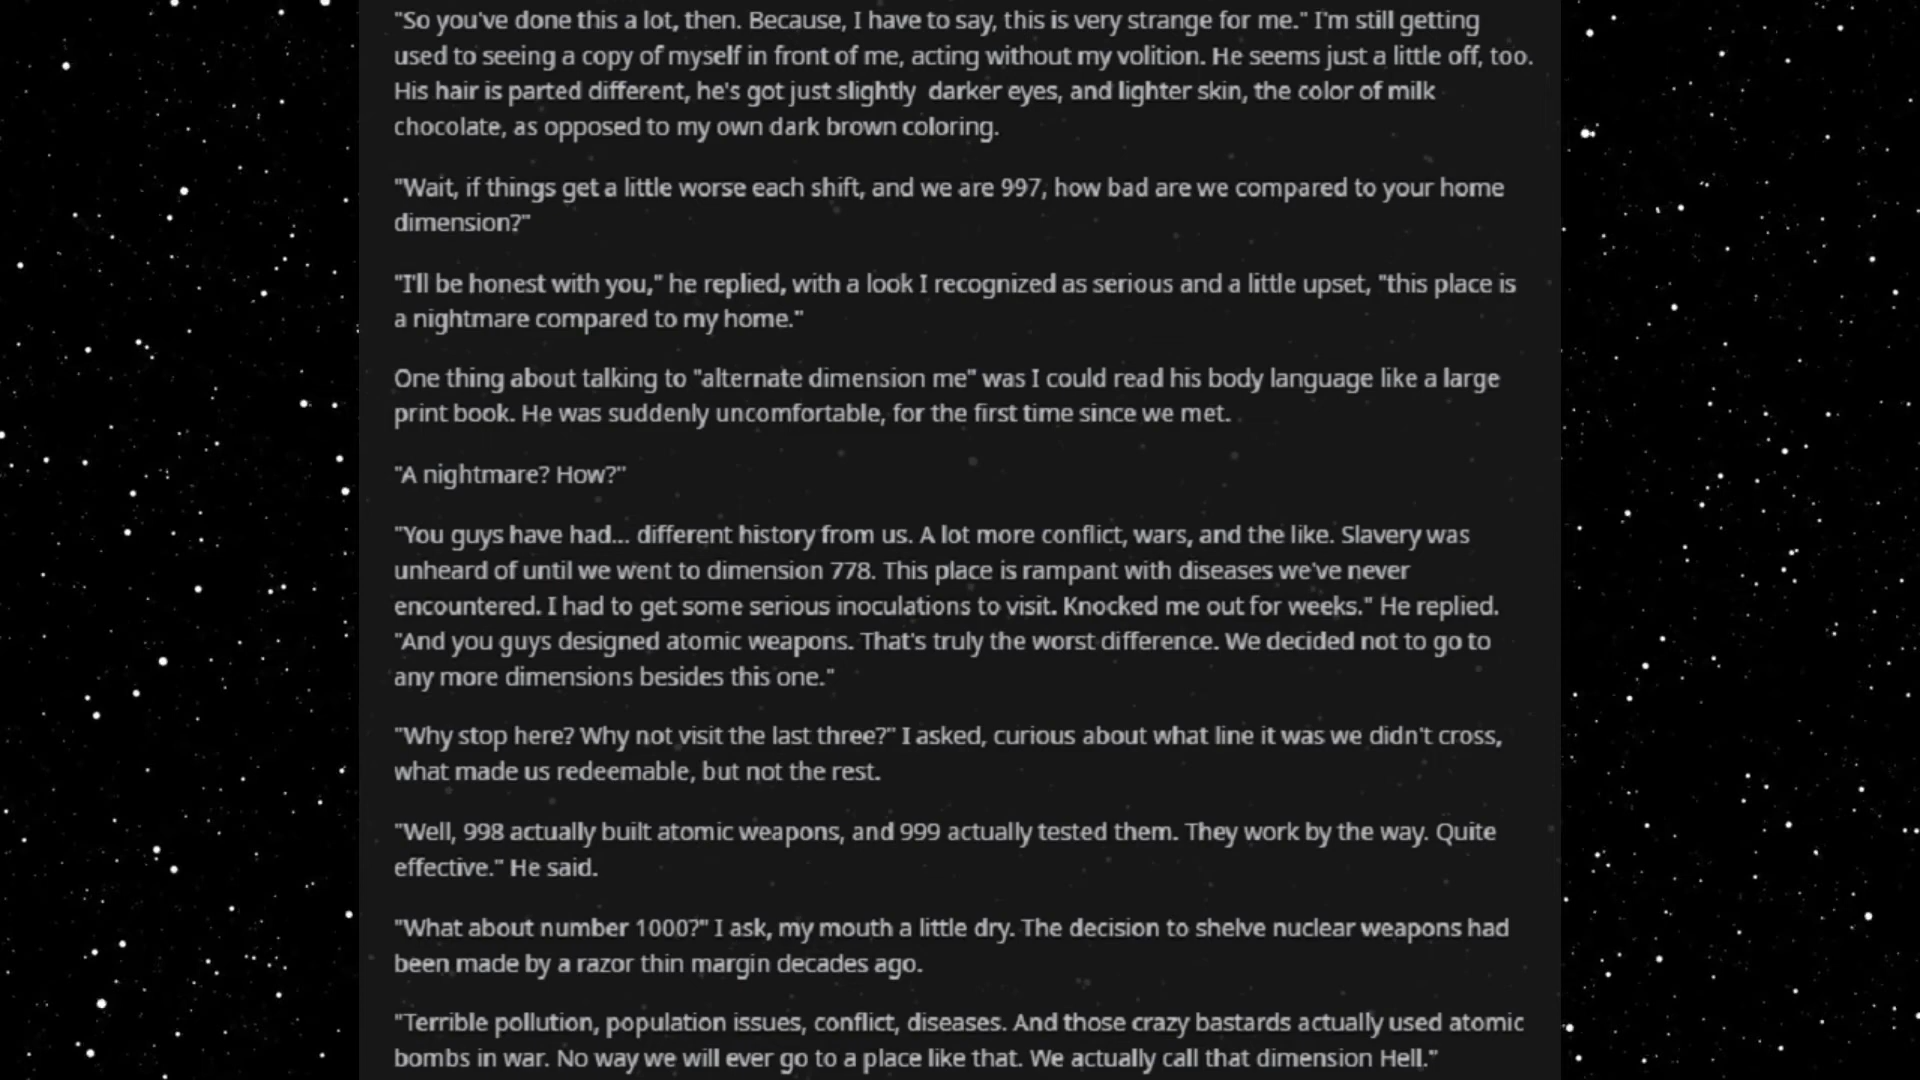 "So you've done this a lot, then. Because, I have to say, this is very strange for me." I'm still getting
used to seeing a copy of myself in front of me, acting without my volition. He seems just a little off, too.
His hair is parted different, he's got just slightly  darker eyes, and lighter skin, the color of milk
chocolate, as opposed to my own dark brown coloring.
"Wait, if things get a little worse each shift, and we are 997, how bad are we compared to your home
dimension?"
"I'll be honest with you," he replied, with a look I recognized as serious and a little upset, "this place is
a nightmare compared to my home."
One thing about talking to "alternate dimension me" was I could read his body language like a large
print book. He was suddenly uncomfortable, for the first time since we met.
"A nightmare? How?"
"You guys have had... different history from us. A lot more conflict, wars, and the like. Slavery was
unheard of until we went to dimension 778. This place is rampant with diseases we've never
encountered. I had to get some serious inoculations to visit. Knocked me out for weeks." He replied.
"And you guys designed atomic weapons. That's truly the worst difference. We decided not to go to
any more dimensions besides this one."
"Why stop here? Why not visit the last three?" I asked, curious about what line it was we didn't cross,
what made us redeemable, but not the rest.
"Well, 998 actually built atomic weapons, and 999 actually tested them. They work by the way. Quite
effective." He said.
"What about number 1000?" I ask, my mouth a little dry. The decision to shelve nuclear weapons had
been made by a razor thin margin decades ago.
"Terrible pollution, population issues, conflict, diseases. And those crazy bastards actually used atomic
bombs in war. No way we will ever go to a place like that. We actually call that dimension Hell."